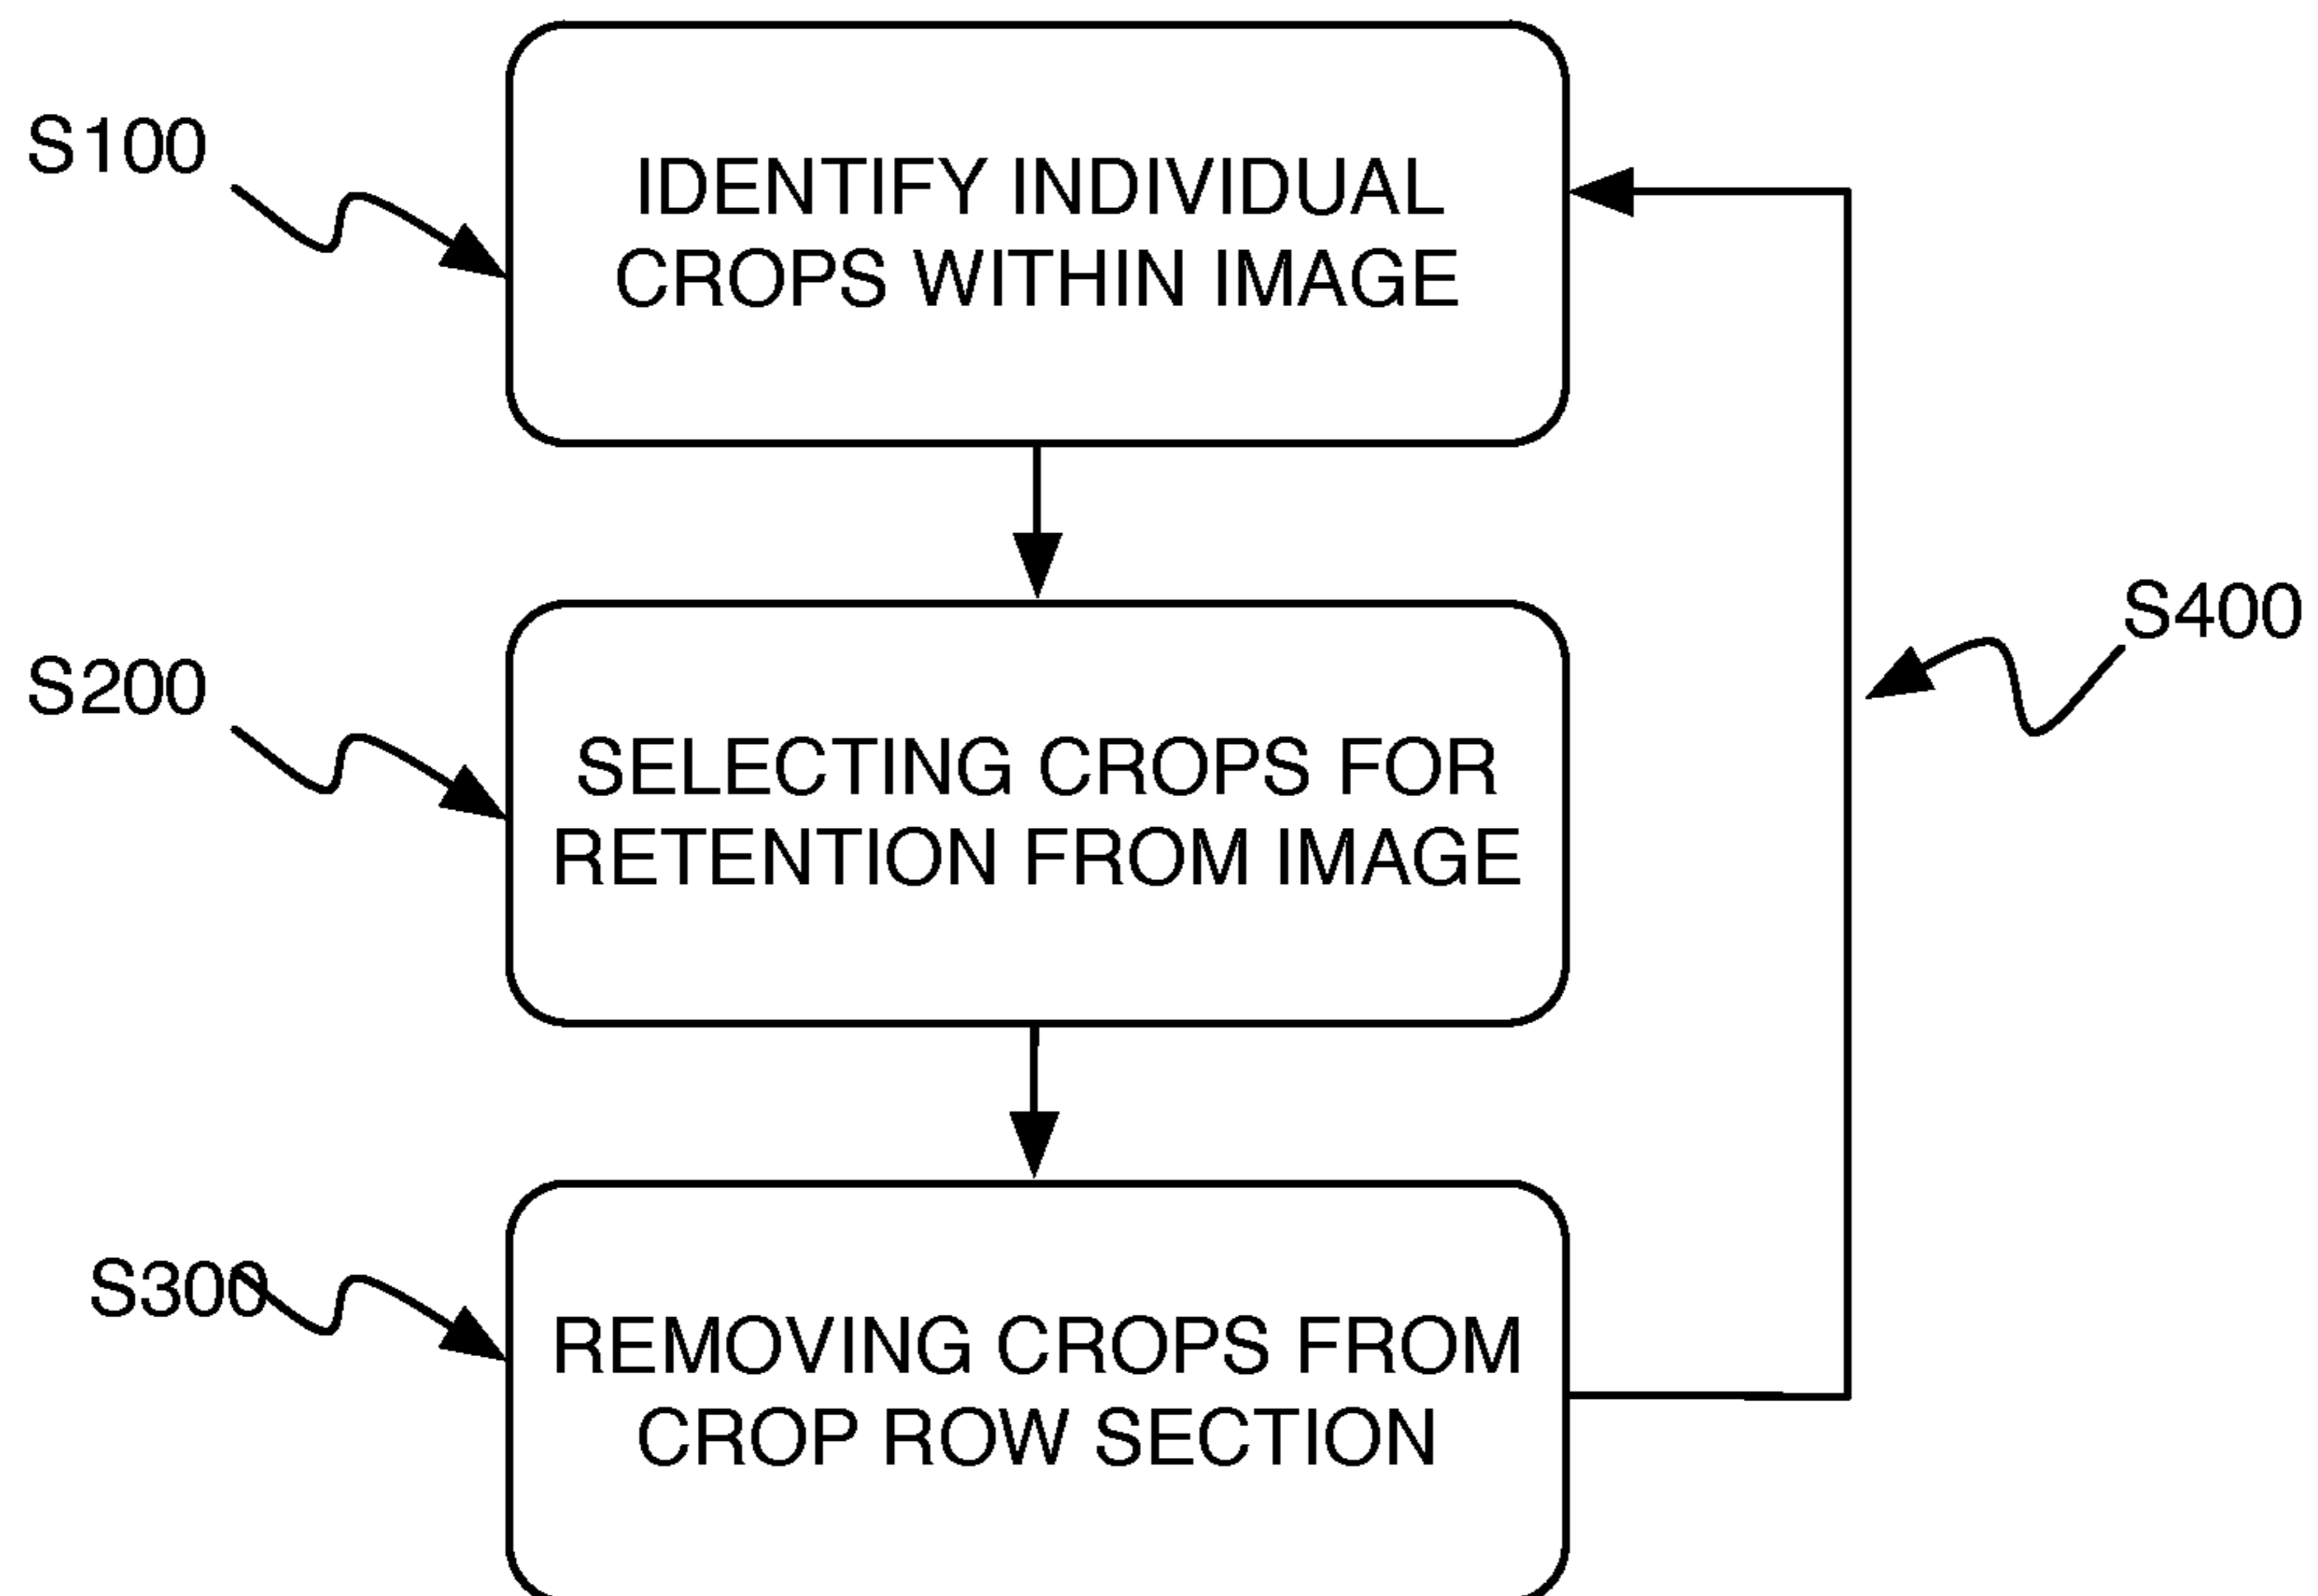 S100
IDENTIFY INDIVIDUAL
CROPS WITHIN IMAGE
S200
SELECTING CROPS FOR
RETENTION FROM IMAGE
S400
S300
REMOVING CROPS FROM
CROP ROW SECTION